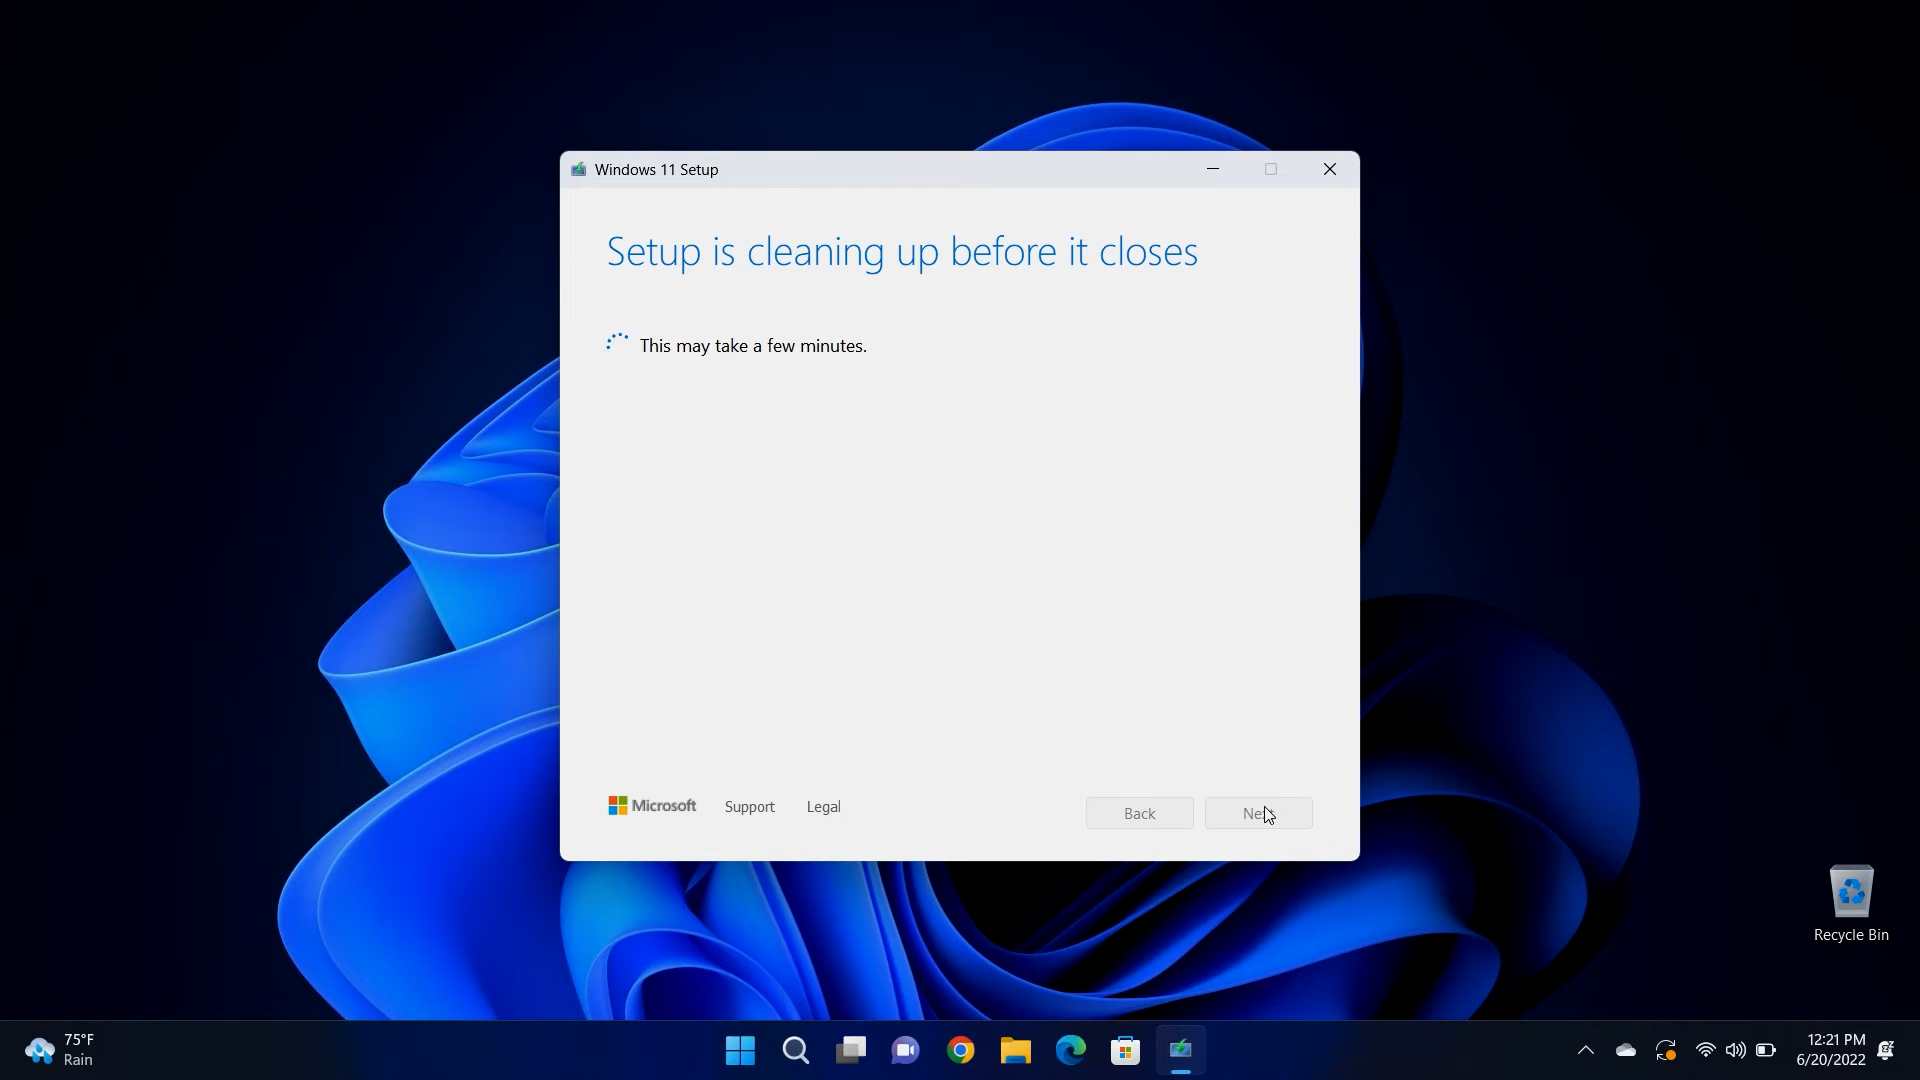 Windows 11 Setup
Setup is cleaning up before it closes
This may take a few minutes.
Microsoft
Support
Legal
Back
Next
Recycle Bin
75°F
Rain
12:21 PM
6/20/2022